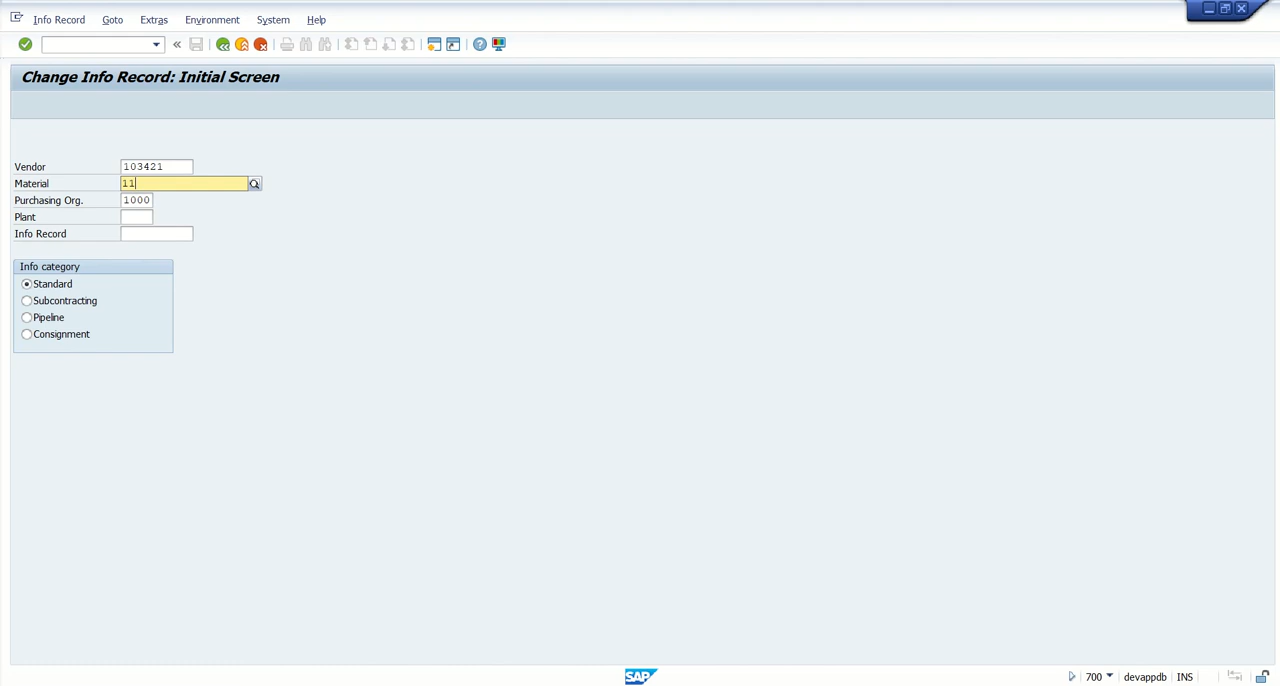 Info Record Goto Extras Environment System Help
Change Info Record: Initial Screen
Vendor 103421
Material 11
Purchasing Org. 1000
Plant
Info Record
Info category
Standard
Subcontracting
Pipeline
Consignment
SAP 700 devappdb INS